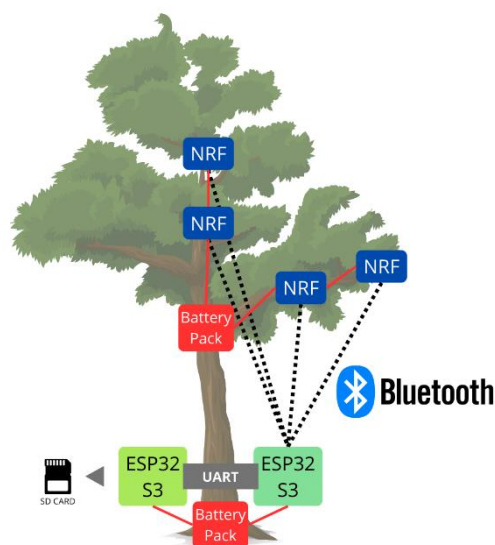 NRF
NRF
NRF
NRF
Battery
Pack
Bluetooth
ESP32
S3
UART
ESP32
S3
SD CARD
Battery
Pack